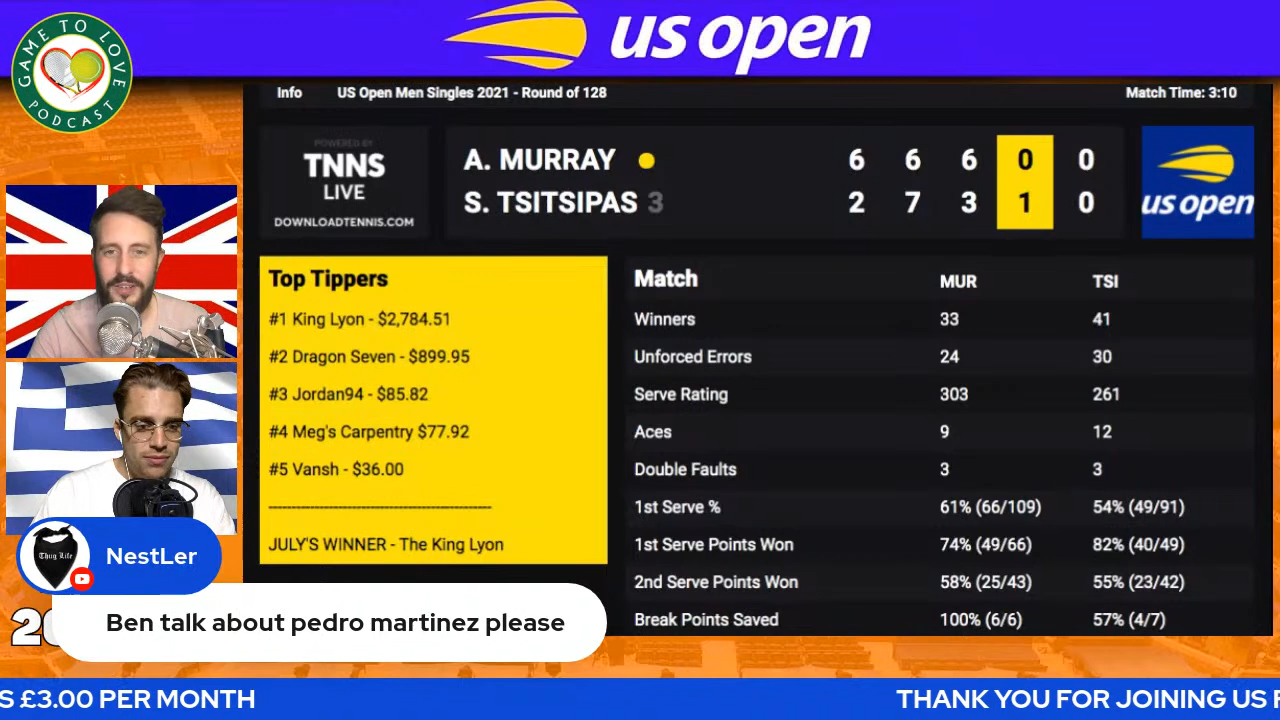 GAME TO LOVE PODCAST
us open
Info US Open Men Singles 2021 - Round of 128 Match Time: 3:10
POWERED BY
TNNS
LIVE
DOWNLOADTENNIS.COM
A. MURRAY 6 6 6 0 0
S. TSITSIPAS 3 2 7 3 1 0
us open
Top Tippers
#1 King Lyon - $2,784.51
#2 Dragon Seven - $899.95
#3 Jordan94 - $85.82
#4 Meg's Carpentry $77.92
#5 Vansh - $36.00
------------------------------------------------
JULY'S WINNER - The King Lyon
Match MUR TSI
Winners 33 41
Unforced Errors 24 30
Serve Rating 303 261
Aces 9 12
Double Faults 3 3
1st Serve % 61% (66/109) 54% (49/91)
1st Serve Points Won 74% (49/66) 82% (40/49)
2nd Serve Points Won 58% (25/43) 55% (23/42)
Break Points Saved 100% (6/6) 57% (4/7)
Thug Life
NestLer
Ben talk about pedro martinez please
S £3.00 PER MONTH THANK YOU FOR JOINING US